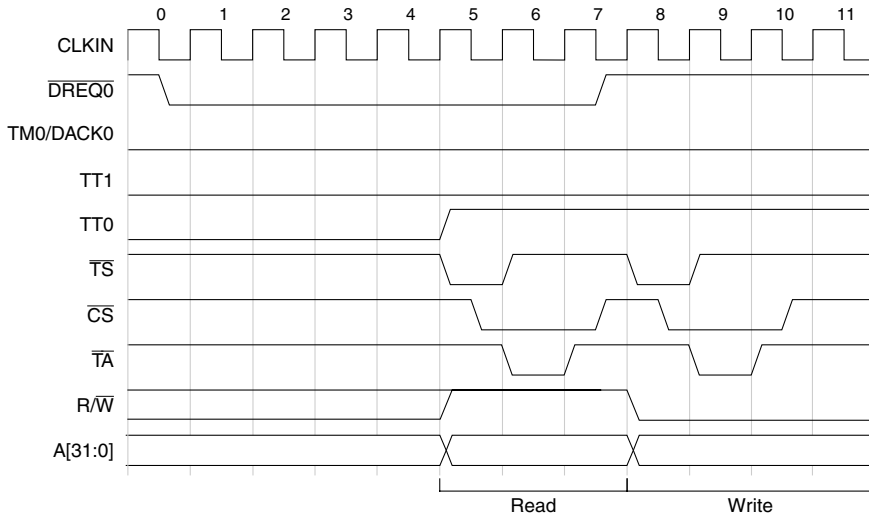 0 1 2 3 4 5 6 7 8 9 10 11
CLKIN
DREQ0
TM0/DACK0
TT1
TT0
TS
CS
TA
R/W
A[31:0]
Read Write